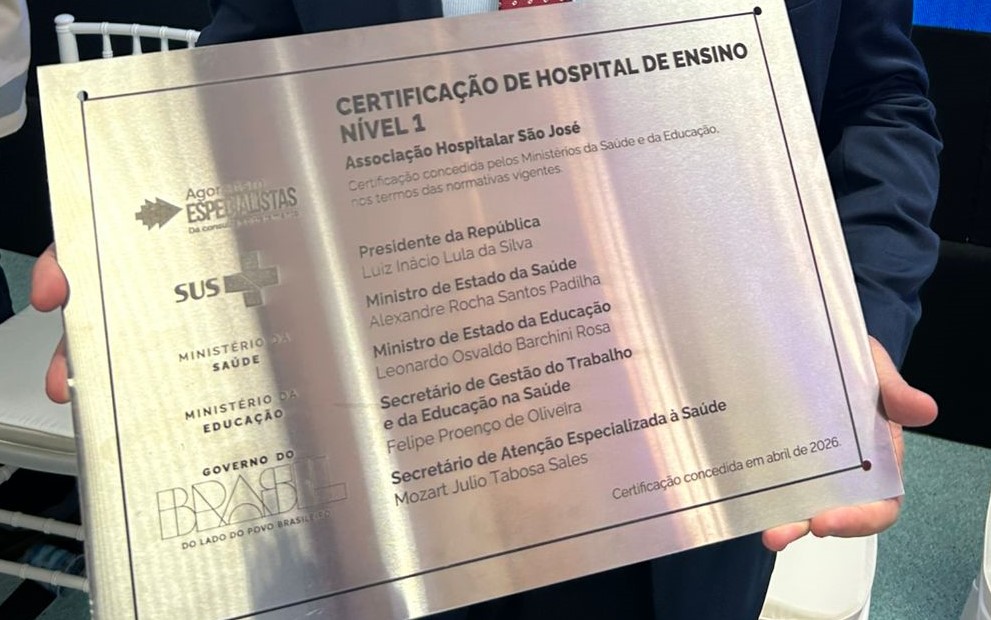 CERTIFICAÇÃO DE HOSPITAL DE ENSINO
NÍVEL 1
Associação Hospitalar São José
Certificação concedida pelos Ministérios da Saúde e da Educação,
nos termos das normativas vigentes.
Presidente da República
Luiz Inácio Lula da Silva
Ministro de Estado da Saúde
Alexandre Rocha Santos Padilha
Ministro de Estado da Educação
Leonardo Osvaldo Barchini Rosa
Secretário de Gestão do Trabalho
e da Educação na Saúde
Felipe Proenço de Oliveira
Secretário de Atenção Especializada à Saúde
Mozart Julio Tabosa Sales
Certificação concedida em abril de 2026.
Agora
ESPECIALISTAS
SUS
MINISTÉRIO DA
SAÚDE
MINISTÉRIO DA
EDUCAÇÃO
GOVERNO DO
BRASIL
DO LADO DO POVO BRASILEIRO